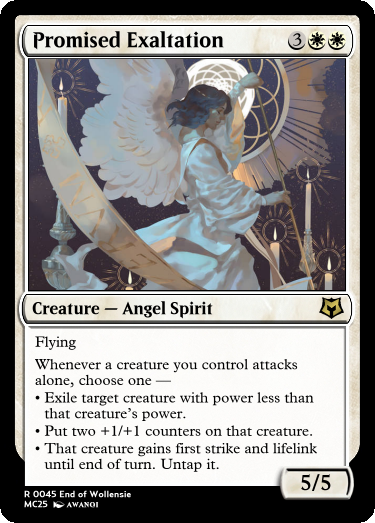 Promised Exaltation 3
Creature — Angel Spirit
Flying
Whenever a creature you control attacks
alone, choose one —
• Exile target creature with power less than
that creature's power.
• Put two +1/+1 counters on that creature.
• That creature gains first strike and lifelink
until end of turn. Untap it.
5/5
R 0045 End of Wollensie
MC25 AWANQI